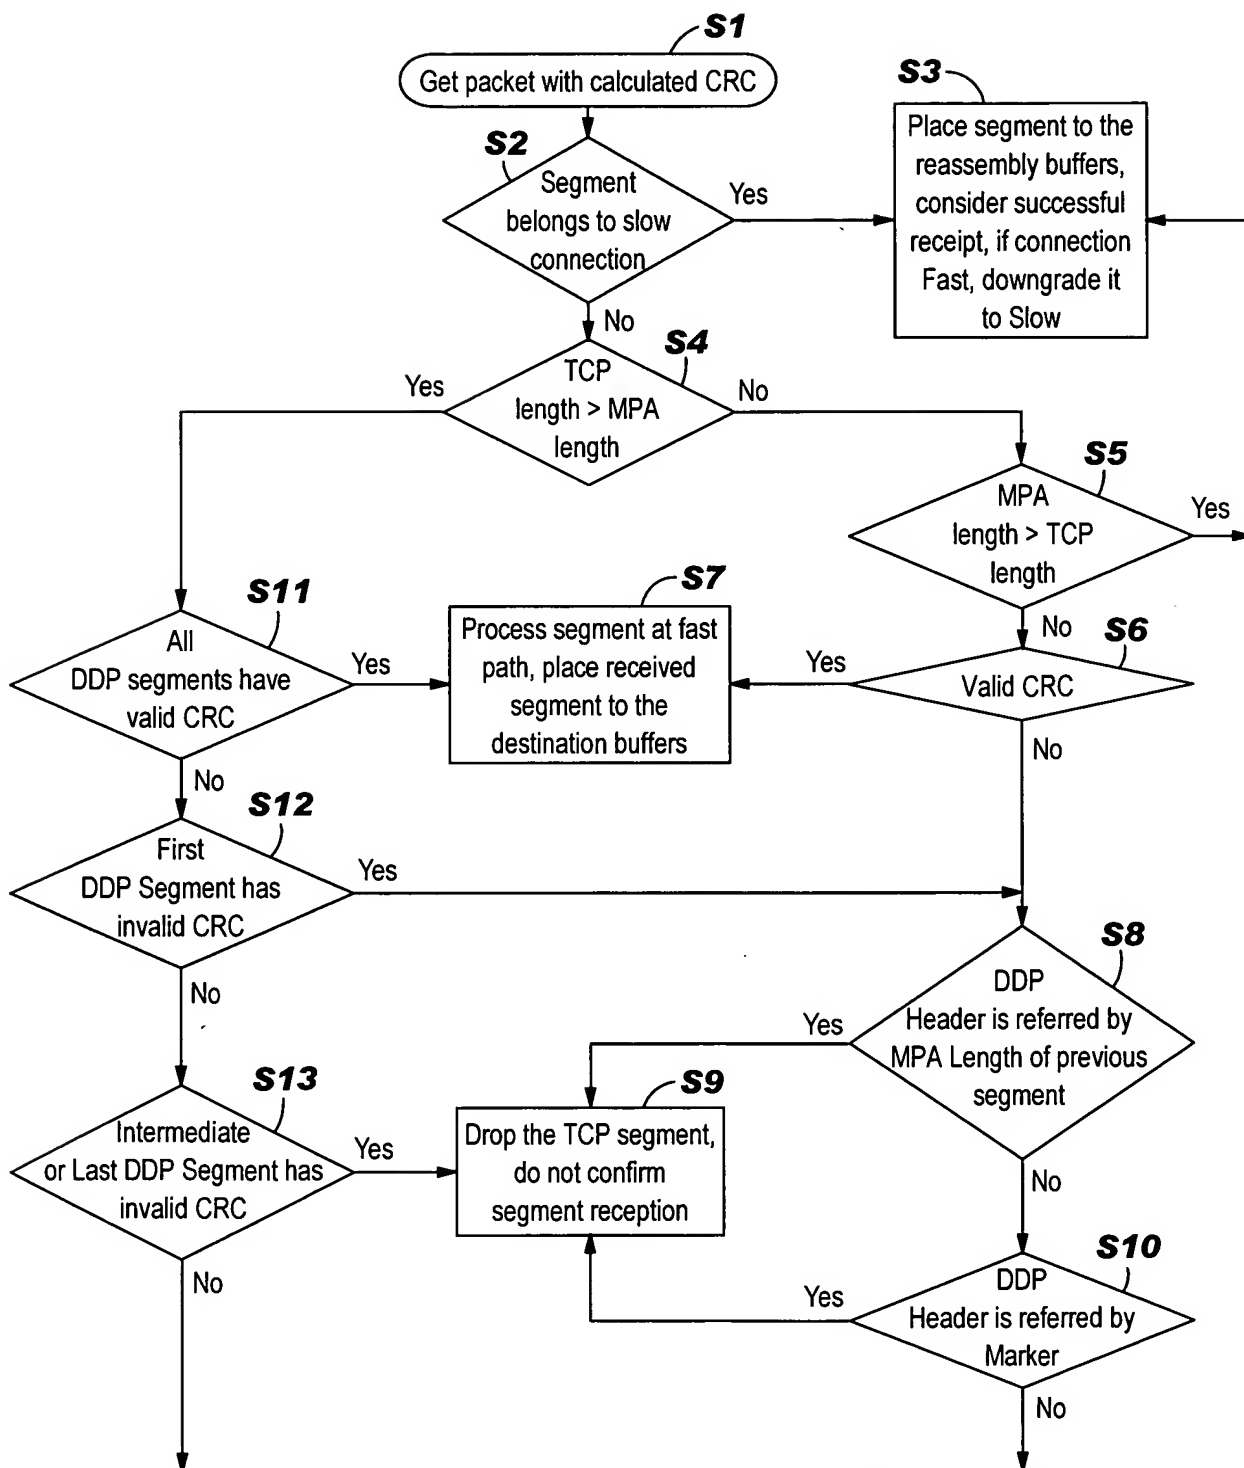 S1
Get packet with calculated CRC
S2
Segment
belongs to slow
connection
Yes
No
S3
Place segment to the
reassembly buffers,
consider successful
receipt, if connection
Fast, downgrade it
to Slow
S4
TCP
length > MPA
length
Yes
No
S5
MPA
length > TCP
length
Yes
No
S6
Valid CRC
Yes
No
S7
Process segment at fast
path, place received
segment to the
destination buffers
S11
All
DDP segments have
valid CRC
Yes
No
S12
First
DDP Segment has
invalid CRC
Yes
No
S8
DDP
Header is referred by
MPA Length of previous
segment
Yes
No
S13
Intermediate
or Last DDP Segment has
invalid CRC
Yes
No
S9
Drop the TCP segment,
do not confirm
segment reception
S10
DDP
Header is referred by
Marker
Yes
No